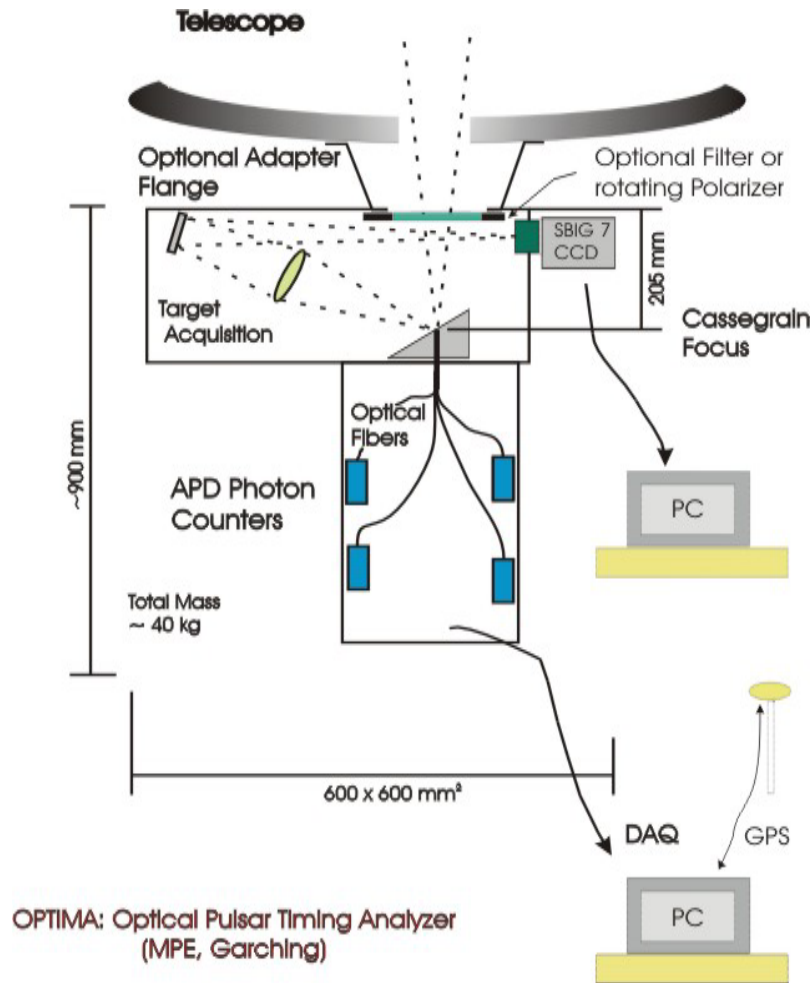 Telescope
Optional Adapter
Flange
Optional Filter or
rotating Polarizer
SBIG 7
CCD
205 mm
Target
Acquisition
Cassegrain
Focus
Optical
Fibers
~900 mm
APD Photon
Counters
PC
Total Mass
~ 40 kg
600 x 600 mm²
DAQ
GPS
PC
OPTIMA: Optical Pulsar Timing Analyzer
(MPE, Garching)